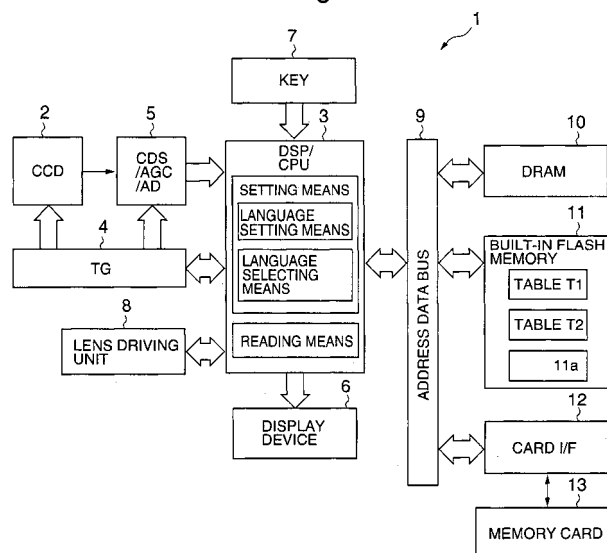 1
7
KEY
2
CCD
5
CDS
/AGC
/AD
3
DSP/
CPU
SETTING MEANS
LANGUAGE
SETTING MEANS
LANGUAGE
SELECTING
MEANS
READING MEANS
4
TG
8
LENS DRIVING
UNIT
6
DISPLAY
DEVICE
9
ADDRESS DATA BUS
10
DRAM
11
BUILT-IN FLASH
MEMORY
TABLE T1
TABLE T2
11a
12
CARD I/F
13
MEMORY CARD